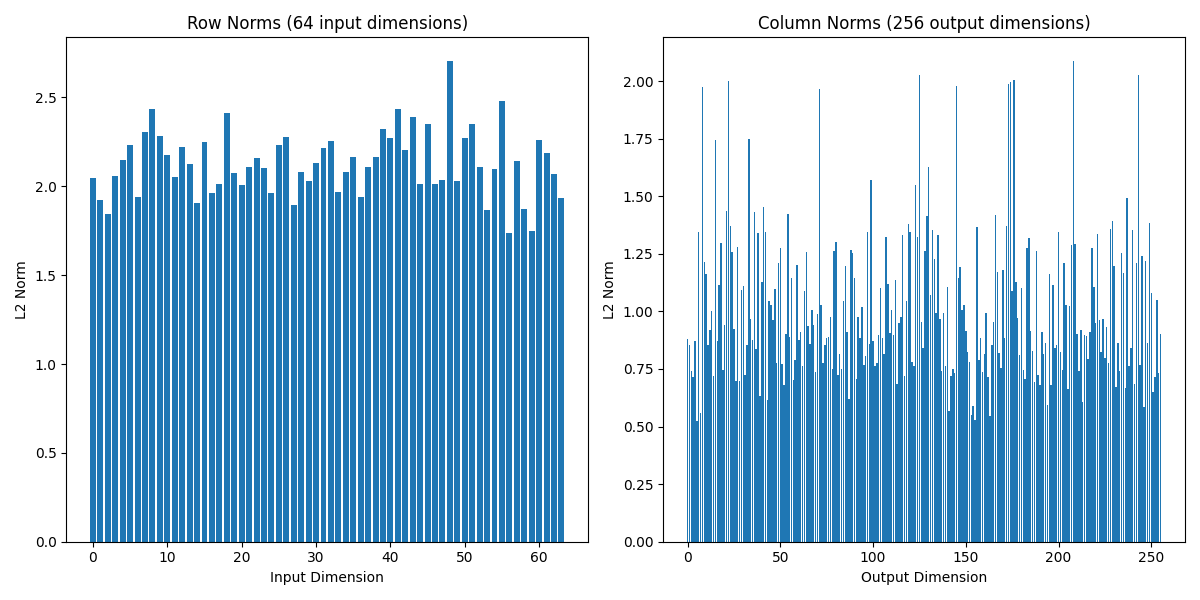 Row Norms (64 input dimensions)
L2 Norm
2.5
2.0
1.5
1.0
0.5
0.0
0 10 20 30 40 50 60
Input Dimension
Column Norms (256 output dimensions)
L2 Norm
2.00
1.75
1.50
1.25
1.00
0.75
0.50
0.25
0.00
0 50 100 150 200 250
Output Dimension